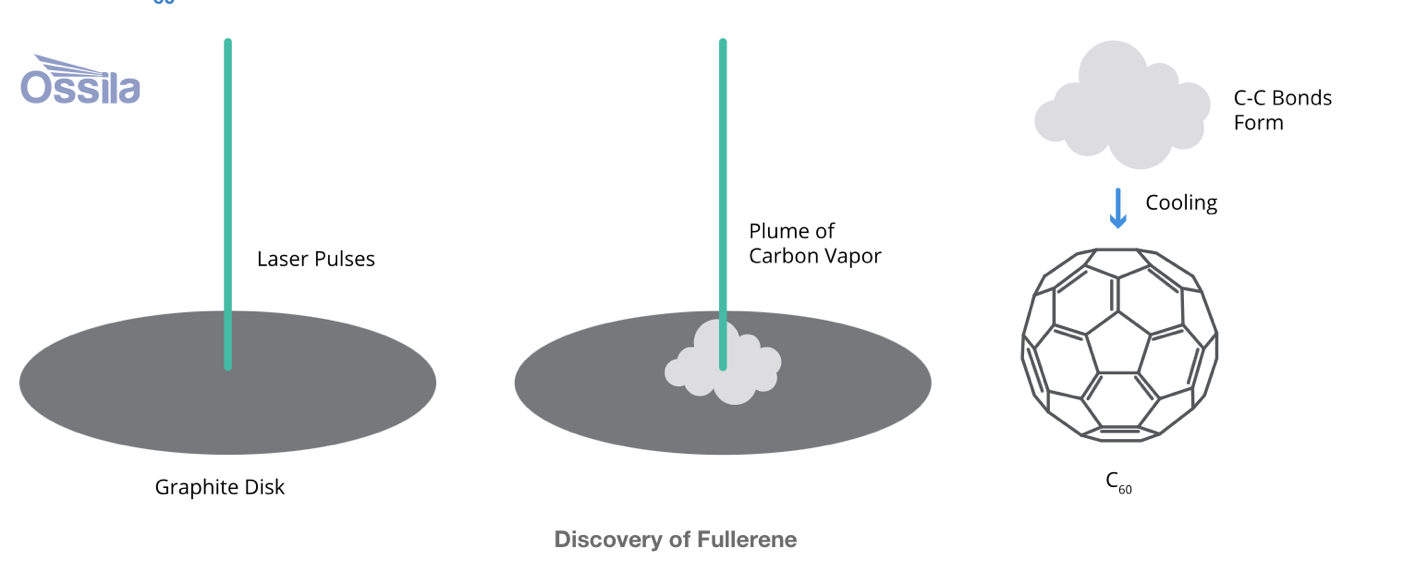 Ossila
Laser Pulses
Graphite Disk
Plume of
Carbon Vapor
C-C Bonds
Form
Cooling
C₆₀
Discovery of Fullerene